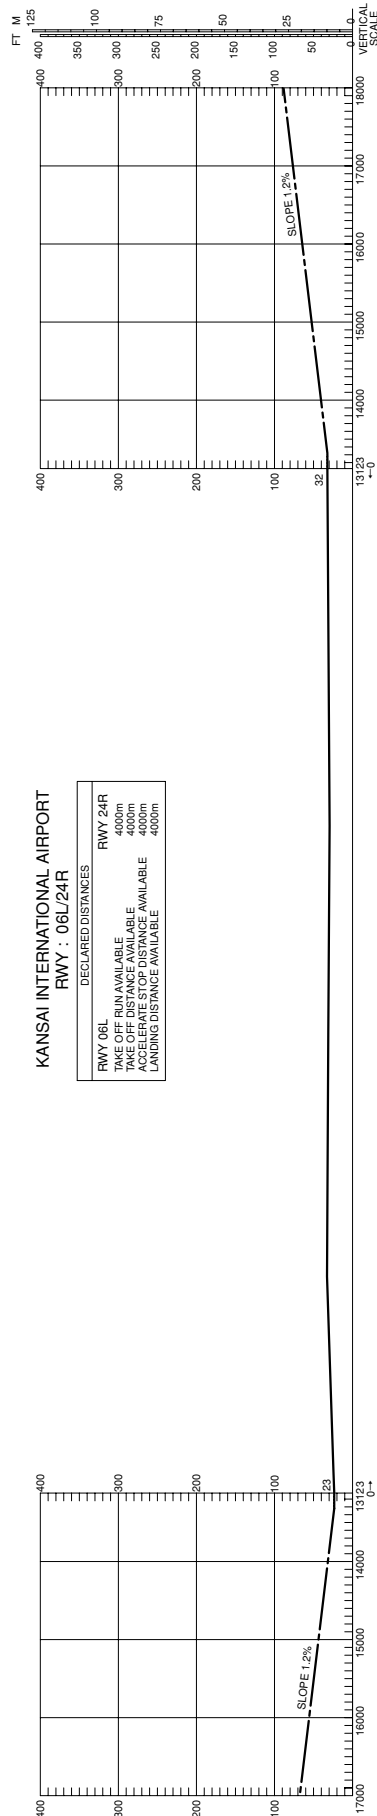 KANSAI INTERNATIONAL AIRPORT
RWY : 06L/24R
DECLARED DISTANCES
RWY 06L RWY 24R
TAKE OFF RUN AVAILABLE 4000m
TAKE OFF DISTANCE AVAILABLE 4000m
ACCELERATE STOP DISTANCE AVAILABLE 4000m
LANDING DISTANCE AVAILABLE 4000m
400
300
200
100
23
SLOPE 1.2%
17000 16000 15000 14000 13123
0→
400
300
200
100
32
SLOPE 1.2%
13123 14000 15000 16000 17000 18000
←0
400
300
200
100
FT M
400 125
350
300 100
250 75
200
150 50
100 25
50
0 0
VERTICAL
SCALE